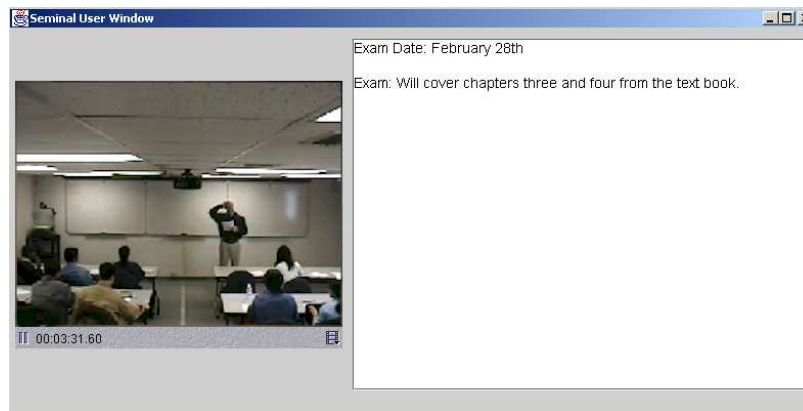 Seminal User Window
Exam Date: February 28th
Exam: Will cover chapters three and four from the text book.
00:03:31.60